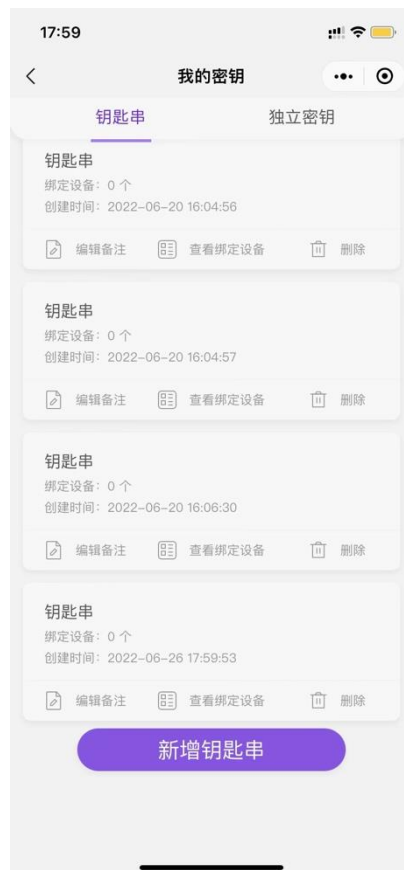 17:59
我的密钥
钥匙串 独立密钥
钥匙串
绑定设备：0 个
创建时间：2022-06-20 16:04:56
编辑备注 查看绑定设备 删除
钥匙串
绑定设备：0 个
创建时间：2022-06-20 16:04:57
编辑备注 查看绑定设备 删除
钥匙串
绑定设备：0 个
创建时间：2022-06-20 16:06:30
编辑备注 查看绑定设备 删除
钥匙串
绑定设备：0 个
创建时间：2022-06-26 17:59:53
编辑备注 查看绑定设备 删除
新增钥匙串